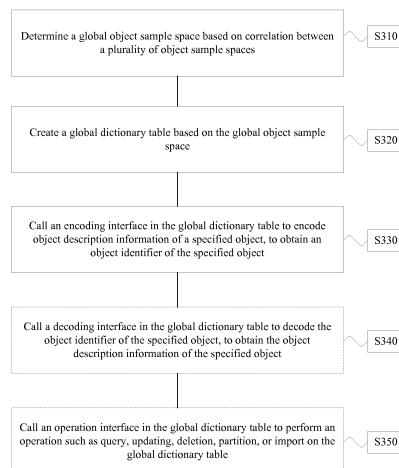 Determine a global object sample space based on correlation between
a plurality of object sample spaces
S310
Create a global dictionary table based on the global object sample
space
S320
Call an encoding interface in the global dictionary table to encode
object description information of a specified object, to obtain an
object identifier of the specified object
S330
Call a decoding interface in the global dictionary table to decode the
object identifier of the specified object, to obtain the object
description information of the specified object
S340
Call an operation interface in the global dictionary table to perform an
operation such as query, updating, deletion, partition, or import on the
global dictionary table
S350